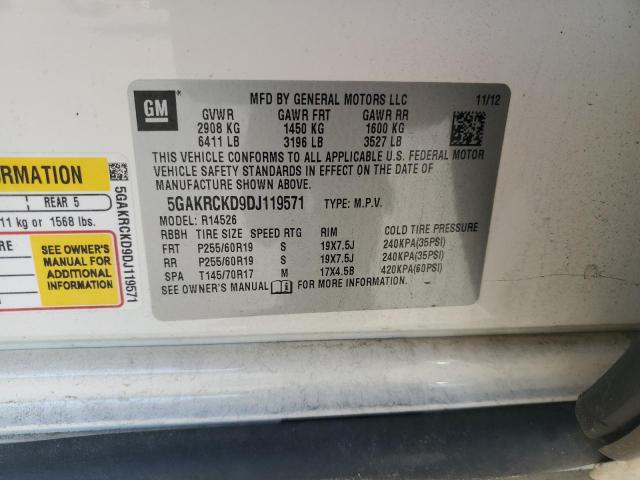 GM
MFD BY GENERAL MOTORS LLC 11/12
GVWR GAWR FRT GAWR RR
2908 KG 1450 KG 1600 KG
6411 LB 3196 LB 3527 LB
THIS VEHICLE CONFORMS TO ALL APPLICABLE U.S. FEDERAL MOTOR
VEHICLE SAFETY STANDARDS IN EFFECT ON THE DATE OF
MANUFACTURE SHOWN ABOVE.
5GAKRCKD9DJ119571 TYPE: M.P.V.
MODEL: R14526
RBBH TIRE SIZE SPEED RTG RIM COLD TIRE PRESSURE
FRT P255/60R19 S 19X7.5J 240KPA(35PSI)
RR P255/60R19 S 19X7.5J 240KPA(35PSI)
SPA T145/70R17 M 17X4.5B 420KPA(60PSI)
SEE OWNER'S MANUAL FOR MORE INFORMATION
ORMATION
REAR 5
11 kg or 1568 lbs.
RE
SEE OWNER'S
MANUAL FOR
ADDITIONAL
INFORMATION
5GAKRCKD9DJ119571